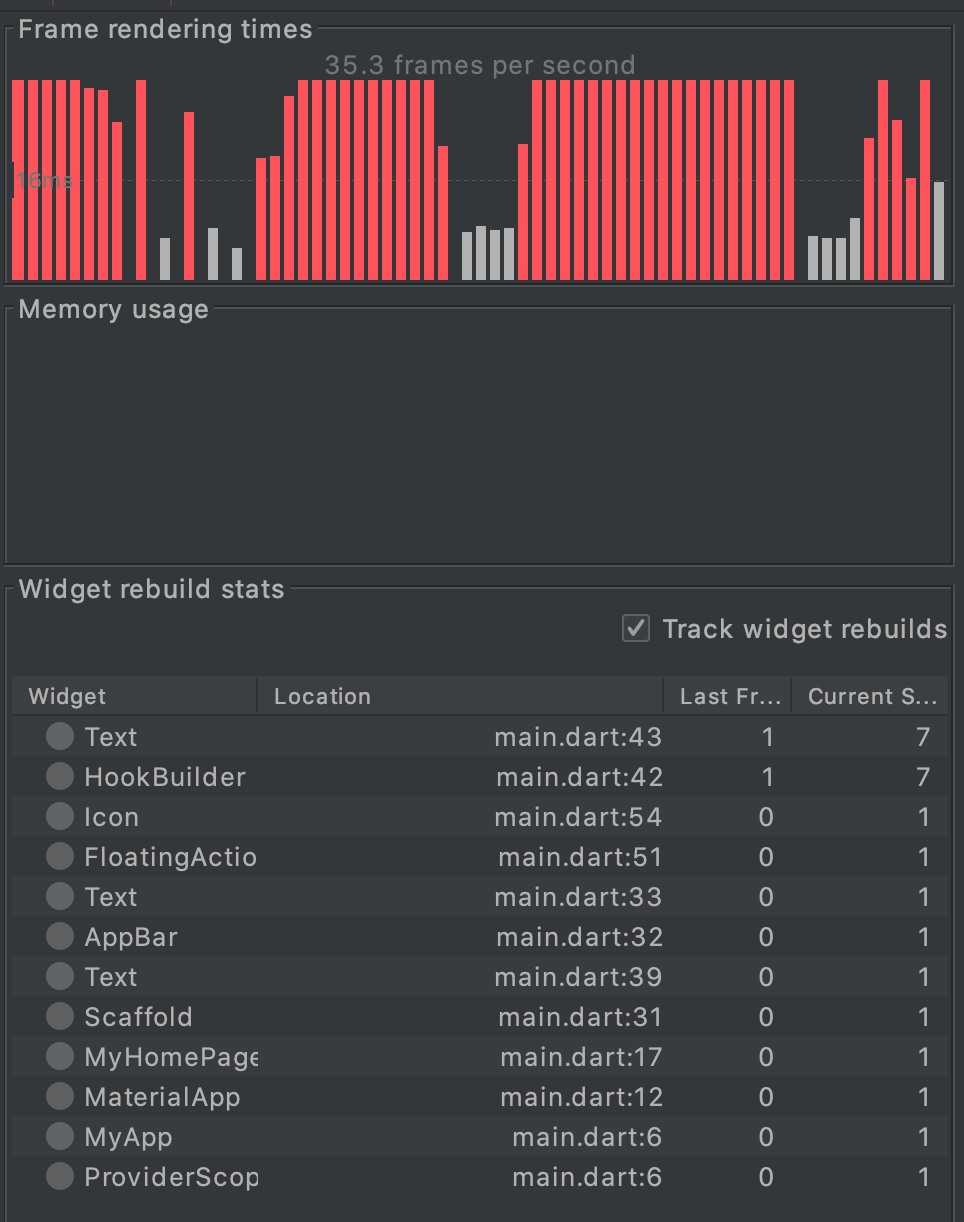 Frame rendering times
35.3 frames per second
16ms
Memory usage
Widget rebuild stats
Track widget rebuilds
Widget Location Last Fr... Current S...
Text main.dart:43 1 7
HookBuilder main.dart:42 1 7
Icon main.dart:54 0 1
FloatingActio main.dart:51 0 1
Text main.dart:33 0 1
AppBar main.dart:32 0 1
Text main.dart:39 0 1
Scaffold main.dart:31 0 1
MyHomePage main.dart:17 0 1
MaterialApp main.dart:12 0 1
MyApp main.dart:6 0 1
ProviderScop main.dart:6 0 1